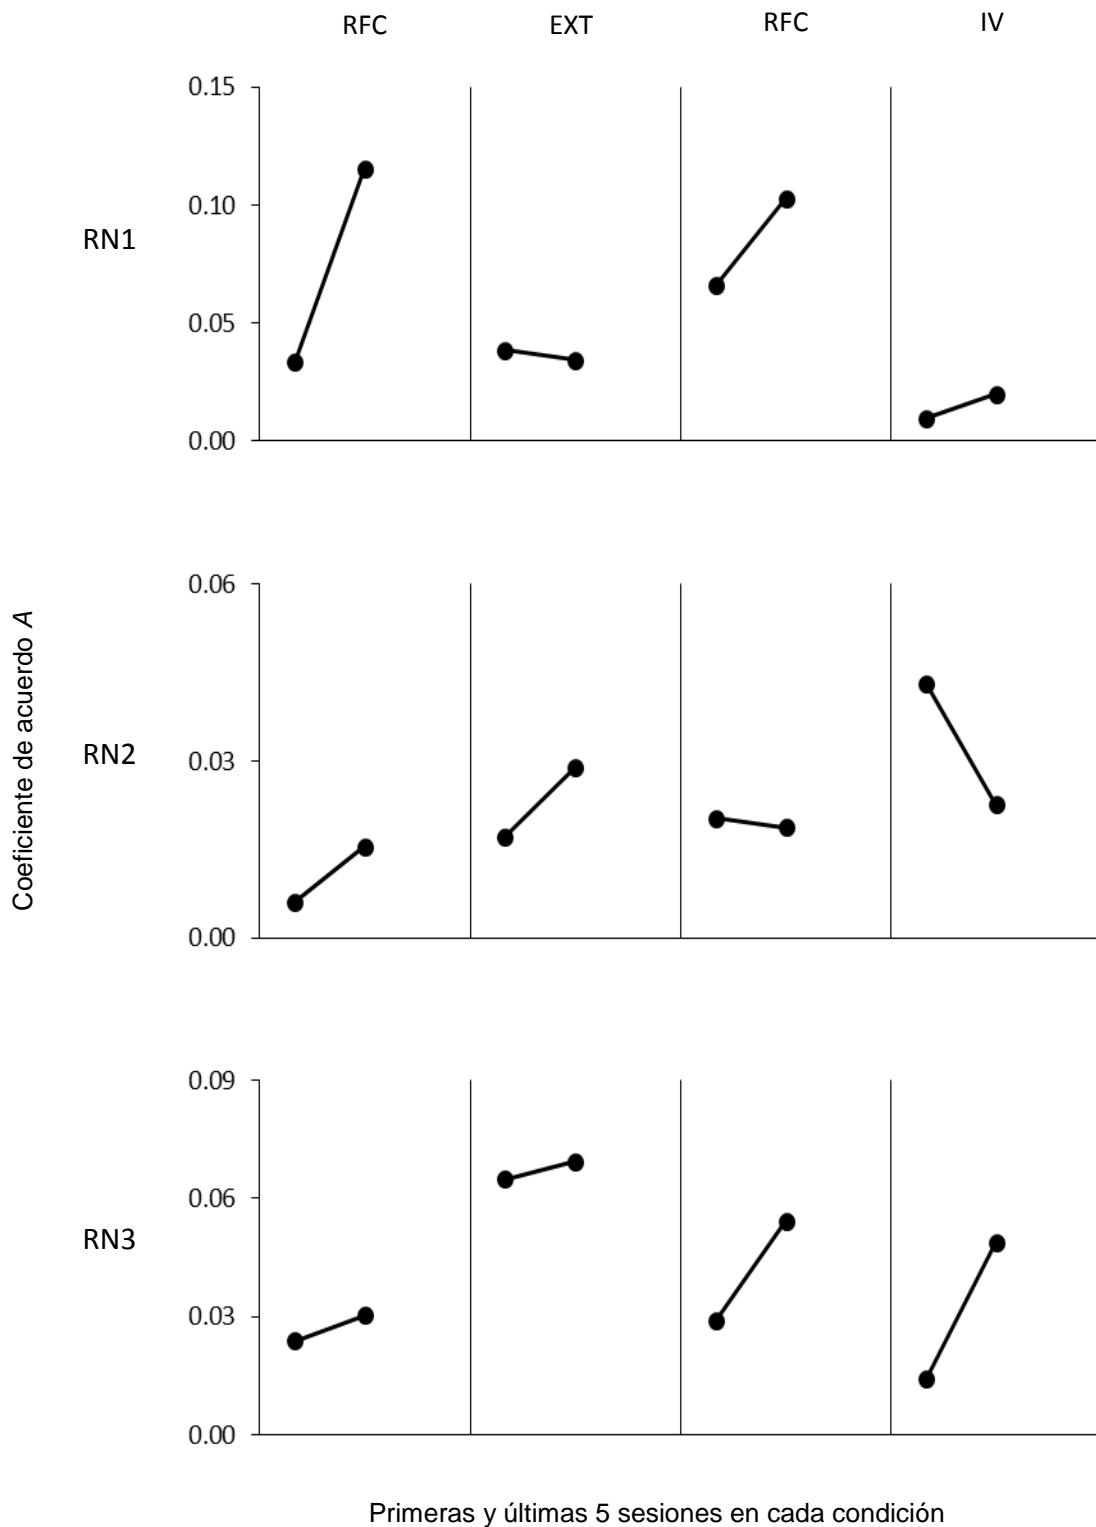 RFC EXT RFC IV
0.15
0.10
RN1
0.05
0.00
0.06
Coeficiente de acuerdo A
RN2
0.03
0.00
0.09
0.06
RN3
0.03
0.00
Primeras y últimas 5 sesiones en cada condición